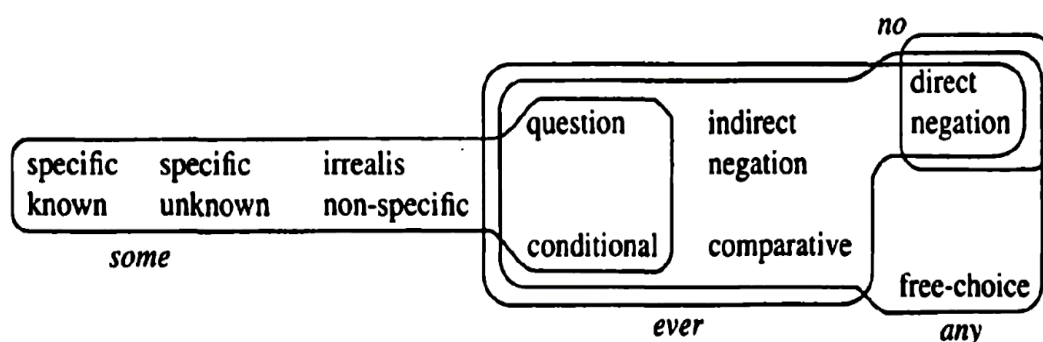 no
direct
question indirect negation
specific specific irrealis negation
known unknown non-specific
some
conditional comparative
free-choice
ever any